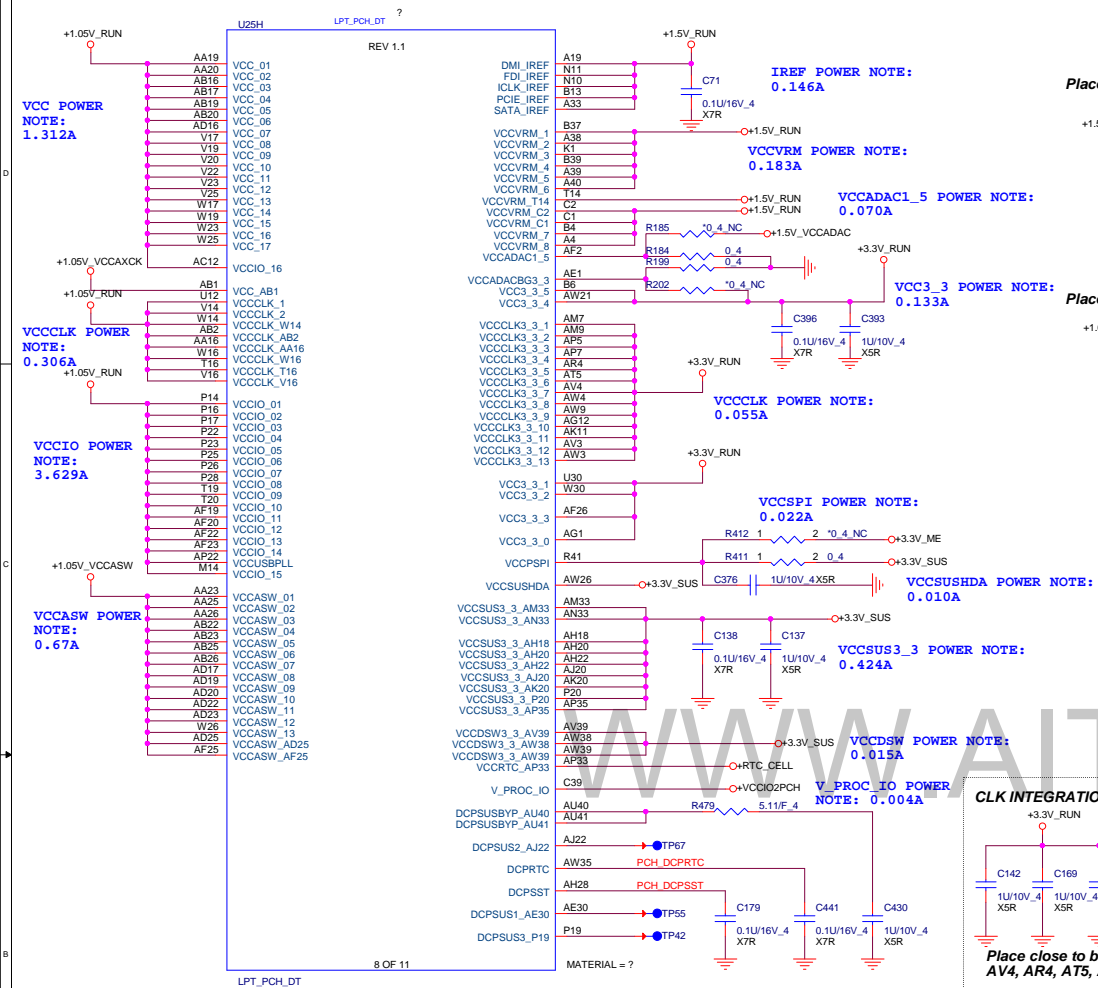 ?
U25H
LPT_PCH_DT
REV 1.1
+1.05V_RUN
VCC POWER
NOTE:
1.312A
AA19 VCC_01
AA20 VCC_02
AB16 VCC_03
AB17 VCC_04
AB19 VCC_05
AB20 VCC_06
AD16 VCC_07
V17 VCC_08
V19 VCC_09
V20 VCC_10
V22 VCC_11
V23 VCC_12
V25 VCC_13
W17 VCC_14
W19 VCC_15
W23 VCC_16
W25 VCC_17
+1.05V_VCCAXCK
AC12 VCCIO_16
AB1 VCC_AB1
+1.05V_RUN
U12 VCCCLK_1
V14 VCCCLK_2
W14 VCCCLK_W14
AB2 VCCCLK_AB2
AA16 VCCCLK_AA16
W16 VCCCLK_W16
T16 VCCCLK_T16
V16 VCCCLK_V16
VCCCLK POWER
NOTE:
0.306A
+1.05V_RUN
P14 VCCIO_01
P16 VCCIO_02
P17 VCCIO_03
P22 VCCIO_04
P23 VCCIO_05
P25 VCCIO_06
P26 VCCIO_07
P28 VCCIO_08
T19 VCCIO_09
T20 VCCIO_10
AF19 VCCIO_11
AF20 VCCIO_12
AF22 VCCIO_13
AF23 VCCIO_14
AP22 VCCUSBPLL
M14 VCCIO_15
VCCIO POWER
NOTE:
3.629A
+1.05V_VCCASW
AA23 VCCASW_01
AA25 VCCASW_02
AA26 VCCASW_03
AB22 VCCASW_04
AB23 VCCASW_05
AB25 VCCASW_06
AB26 VCCASW_07
AD17 VCCASW_08
AD19 VCCASW_09
AD20 VCCASW_10
AD22 VCCASW_11
AD23 VCCASW_12
W26 VCCASW_13
AD25 VCCASW_AD25
AF25 VCCASW_AF25
VCCASW POWER
NOTE:
0.67A
DMI_IREF A19
FDI_IREF N11
ICLK_IREF N10
PCIE_IREF B13
SATA_IREF A33
+1.5V_RUN
C71
0.1U/16V_4
X7R
IREF POWER NOTE:
0.146A
VCCVRM_1 B37
VCCVRM_2 A38
VCCVRM_3 K1
VCCVRM_4 B39
VCCVRM_5 A39
VCCVRM_6 A40
VCCVRM_T14 T14
VCCVRM_C2 C2
VCCVRM_C1 C1
VCCVRM_7 B4
VCCVRM_8 A4
VCCADAC1_5 AF2
+1.5V_RUN
VCCVRM POWER NOTE:
0.183A
+1.5V_RUN
+1.5V_RUN
VCCADAC1_5 POWER NOTE:
0.070A
R185 *0_4_NC +1.5V_VCCADAC
R184 0_4
R199 0_4
VCCADACBG3_3 AE1
VCC3_3_5 B6
VCC3_3_4 AW21
R202 *0_4_NC
+3.3V_RUN
VCC3_3 POWER NOTE:
0.133A
C396
0.1U/16V_4
X7R
C393
1U/10V_4
X5R
VCCCLK3_3_1 AM7
VCCCLK3_3_2 AM9
VCCCLK3_3_3 AP5
VCCCLK3_3_4 AP7
VCCCLK3_3_5 AR4
VCCCLK3_3_6 AT5
VCCCLK3_3_7 AV4
VCCCLK3_3_8 AW4
VCCCLK3_3_9 AW9
VCCCLK3_3_10 AG12
VCCCLK3_3_11 AK11
VCCCLK3_3_12 AV3
VCCCLK3_3_13 AW3
+3.3V_RUN
VCCCLK POWER NOTE:
0.055A
+3.3V_RUN
VCC3_3_1 U30
VCC3_3_2 W30
VCC3_3_3 AF26
VCC3_3_0 AG1
VCCSPI POWER NOTE:
0.022A
VCCPSPI R41
R412 1 2 *0_4_NC +3.3V_ME
R411 1 2 0_4 +3.3V_SUS
C376 1U/10V_4 X5R
VCCSUSHDA AW26 +3.3V_SUS
VCCSUSHDA POWER NOTE:
0.010A
VCCSUS3_3_AM33 AM33
VCCSUS3_3_AN33 AN33
VCCSUS3_3_AH18 AH18
VCCSUS3_3_AH20 AH20
VCCSUS3_3_AH22 AH22
VCCSUS3_3_AJ20 AJ20
VCCSUS3_3_AK20 AK20
VCCSUS3_3_P20 P20
VCCSUS3_3_AP35 AP35
+3.3V_SUS
C138
0.1U/16V_4
X7R
C137
1U/10V_4
X5R
VCCSUS3_3 POWER NOTE:
0.424A
VCCDSW3_3_AV39 AV39
VCCDSW3_3_AW38 AW38
VCCDSW3_3_AW39 AW39
VCCRTC_AP33 AP33
+3.3V_SUS
VCCDSW POWER NOTE:
0.015A
+RTC_CELL
V_PROC_IO C39 +VCCIO2PCH
V_PROC_IO POWER
NOTE: 0.004A
DCPSUSBYP_AU40 AU40
DCPSUSBYP_AU41 AU41
R479 5.11/F_4
DCPSUS2_AJ22 AJ22 TP67
DCPRTC AW35 PCH_DCPRTC
DCPSST AH28 PCH_DCPSST
DCPSUS1_AE30 AE30 TP55
DCPSUS3_P19 P19 TP42
C179
0.1U/16V_4
X7R
C441
0.1U/16V_4
X7R
C430
1U/10V_4
X5R
8 OF 11
MATERIAL = ?
LPT_PCH_DT
Place
+1.5
Place
+1.0
WWW.AIT
CLK INTEGRATIO
+3.3V_RUN
C142
1U/10V_4
X5R
C169
1U/10V_4
X5R
Place close to b
AV4, AR4, AT5,
D
C
B